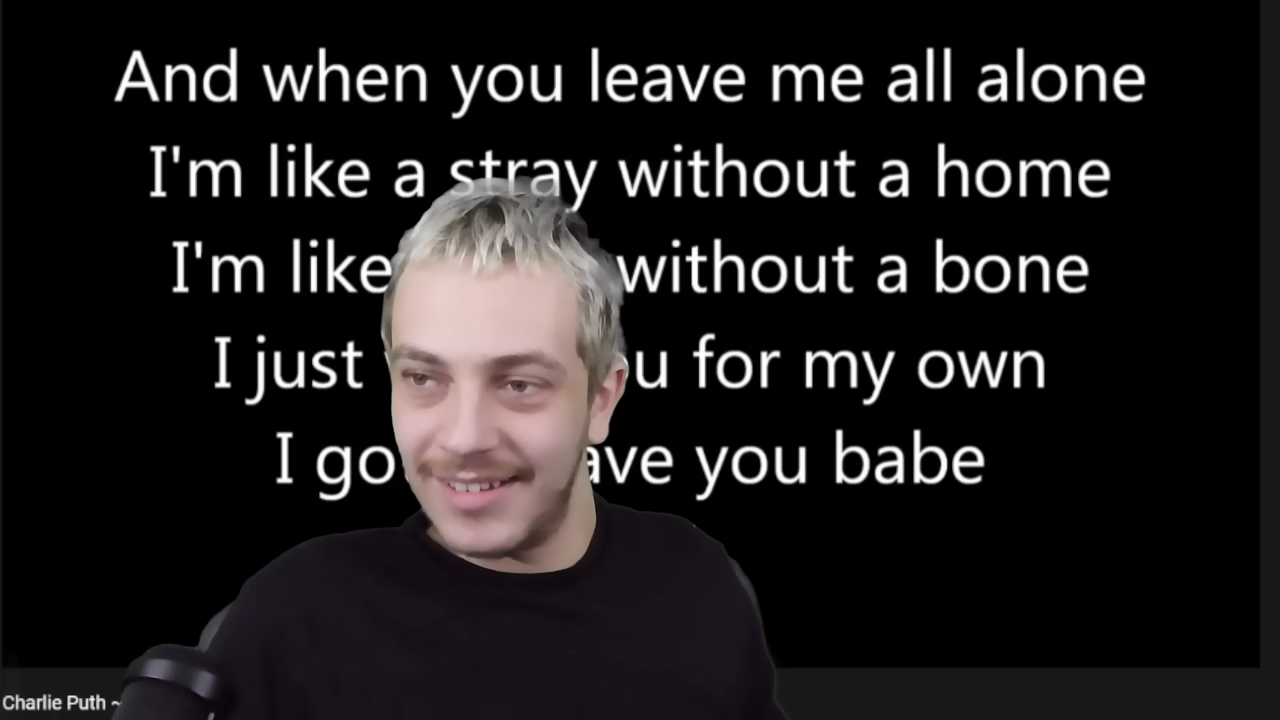 And when you leave me all alone
I'm like a stray without a home
I'm like without a bone
I just u for my own
I go ave you babe
Charlie Puth ~